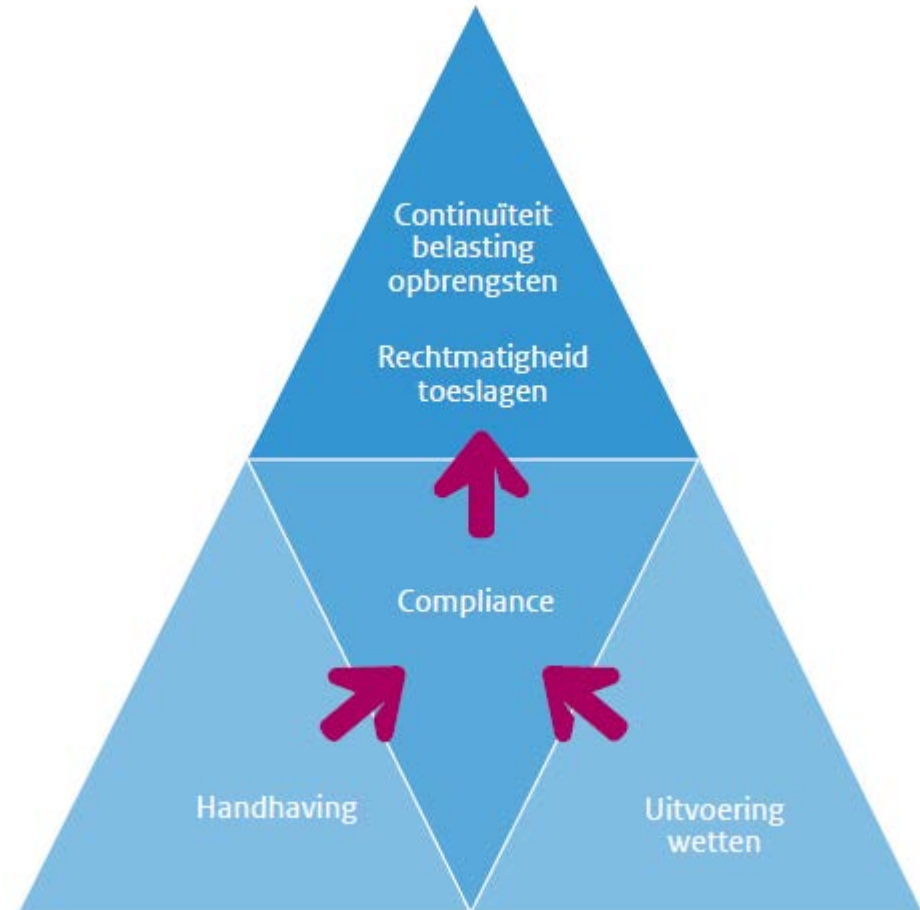 Continuïteit
belasting
opbrengsten
Rechtmatigheid
toeslagen
Compliance
Handhaving
Uitvoering
wetten